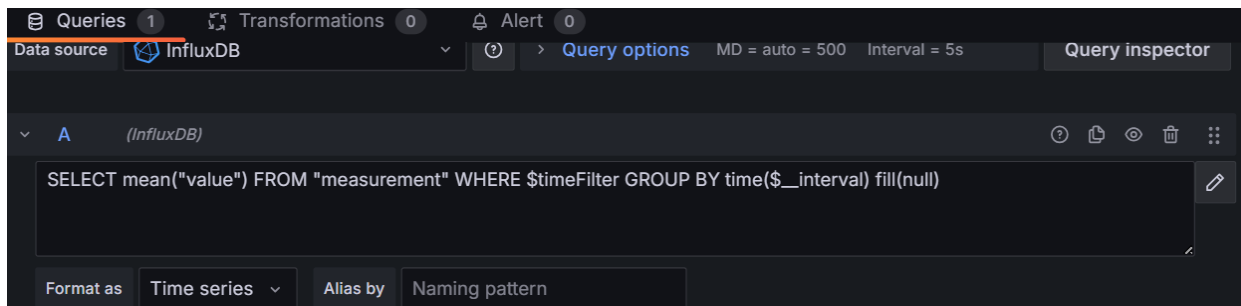 Queries 1 Transformations 0 Alert 0
Data source InfluxDB Query options MD = auto = 500 Interval = 5s Query inspector
A (InfluxDB)
SELECT mean("value") FROM "measurement" WHERE $timeFilter GROUP BY time($__interval) fill(null)
Format as Time series Alias by Naming pattern